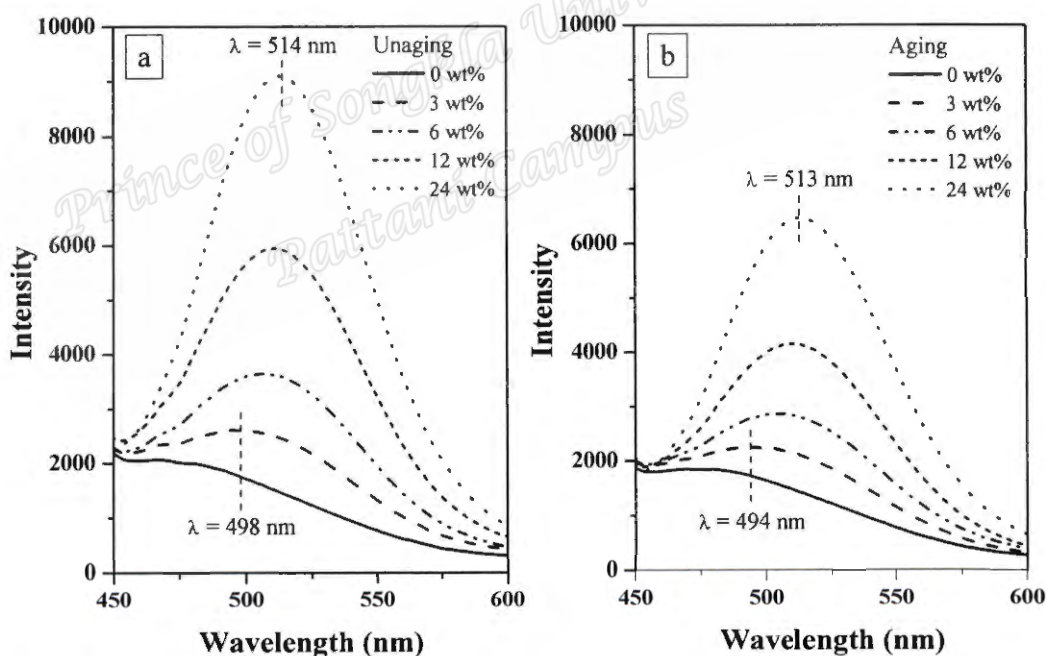 Prince of Songkla Univ
Pattani Campus
a
λ = 514 nm
Unaging
0 wt%
3 wt%
6 wt%
12 wt%
24 wt%
10000
8000
6000
4000
2000
0
Intensity
λ = 498 nm
450
500
550
600
Wavelength (nm)
b
Aging
0 wt%
3 wt%
6 wt%
12 wt%
24 wt%
λ = 513 nm
10000
8000
6000
4000
2000
0
Intensity
λ = 494 nm
450
500
550
600
Wavelength (nm)